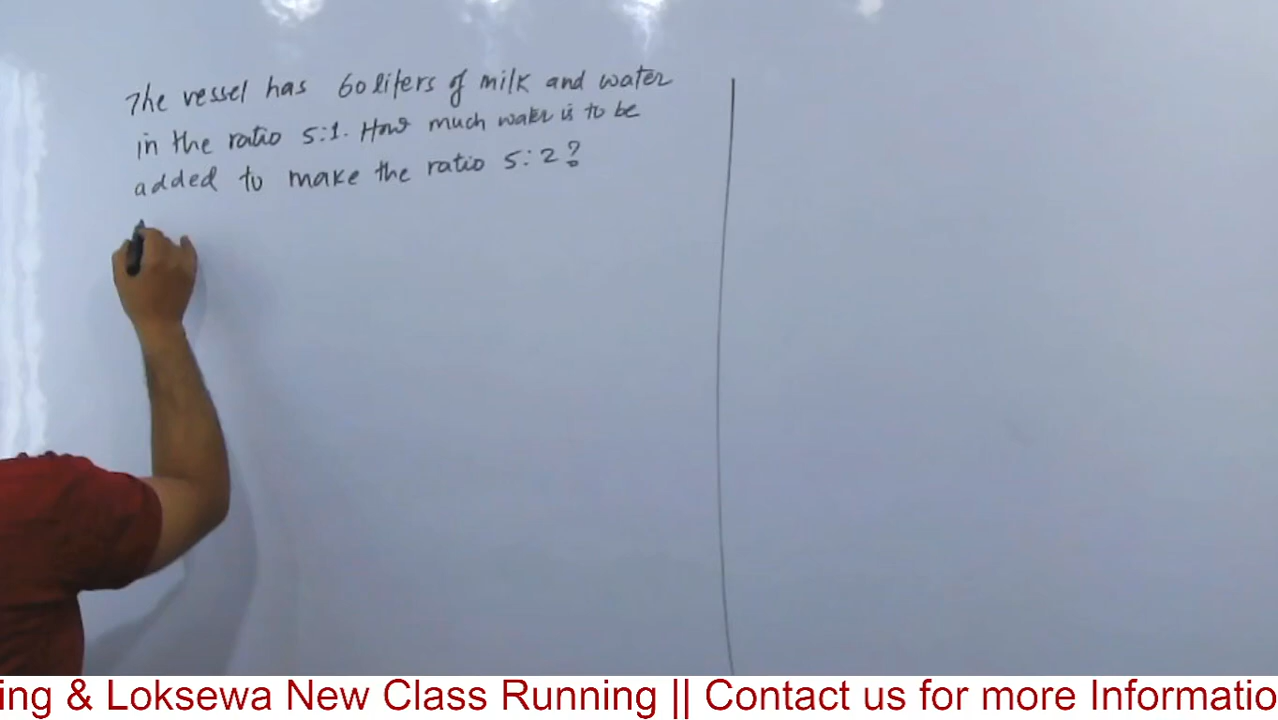 The vessel has 60 liters of milk and water
in the ratio 5:1. How much water is to be
added to make the ratio 5:2?
ing & Loksewa New Class Running || Contact us for more Informatio